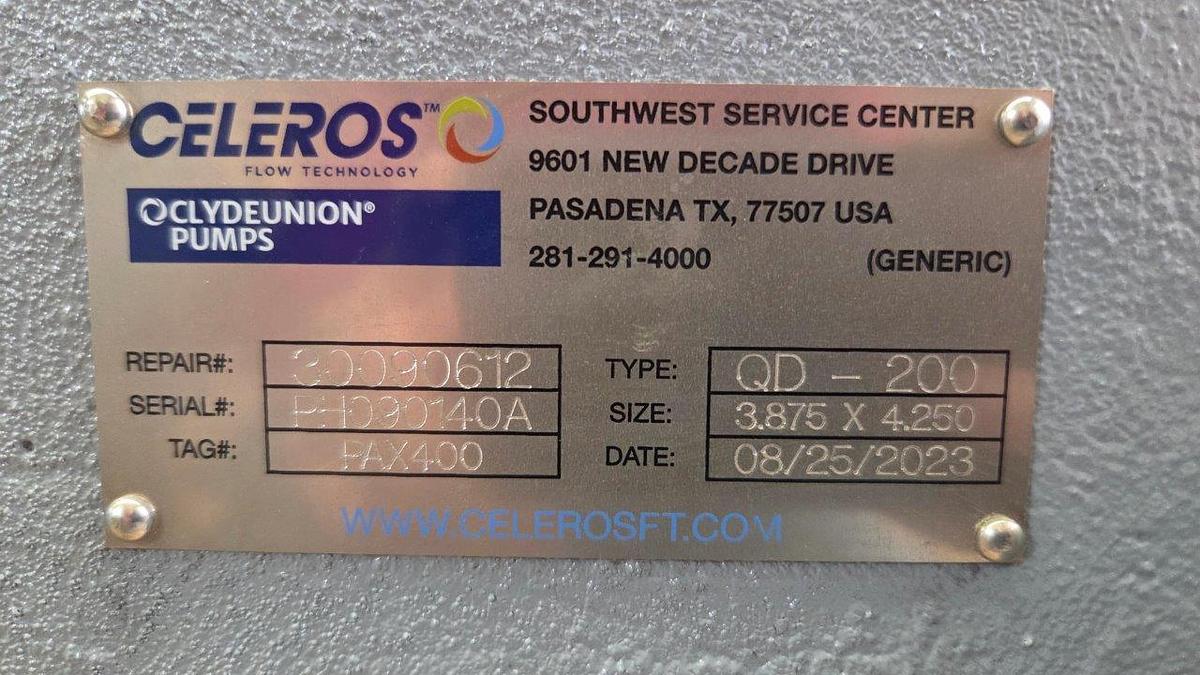 CELEROS™
FLOW TECHNOLOGY
CLYDEUNION®
PUMPS
SOUTHWEST SERVICE CENTER
9601 NEW DECADE DRIVE
PASADENA TX, 77507 USA
281-291-4000 (GENERIC)
REPAIR#: 30090612
SERIAL#: PH090140A
TAG#: PAX400
TYPE: QD - 200
SIZE: 3.875 X 4.250
DATE: 08/25/2023
WWW.CELEROSFT.COM